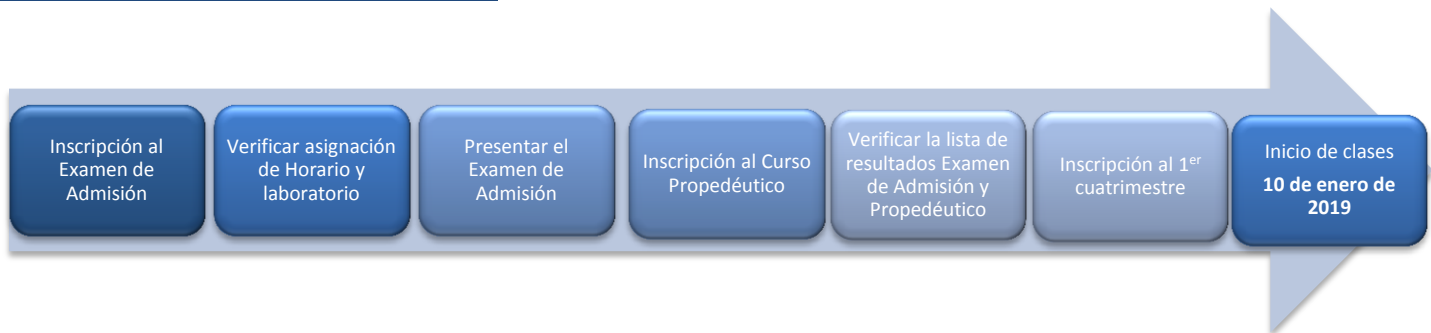 Inscripción al
Examen de
Admisión
Verificar asignación
de Horario y
laboratorio
Presentar el
Examen de
Admisión
Inscripción al Curso
Propedéutico
Verificar la lista de
resultados Examen
de Admisión y
Propedéutico
Inscripción al 1er
cuatrimestre
Inicio de clases
10 de enero de
2019